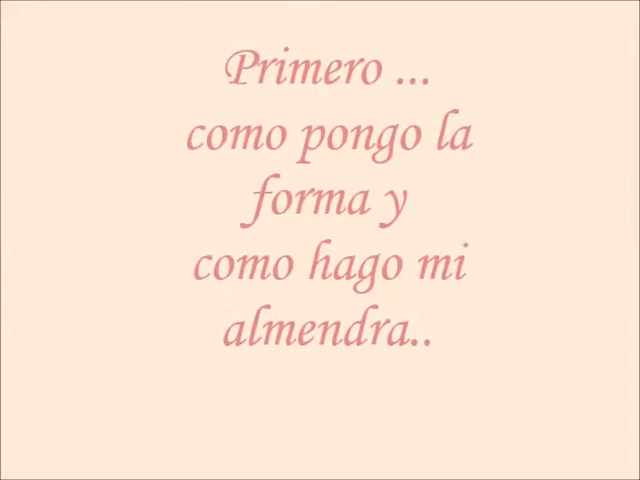 Primero ...
como pongo la
forma y
como hago mi
almendra..